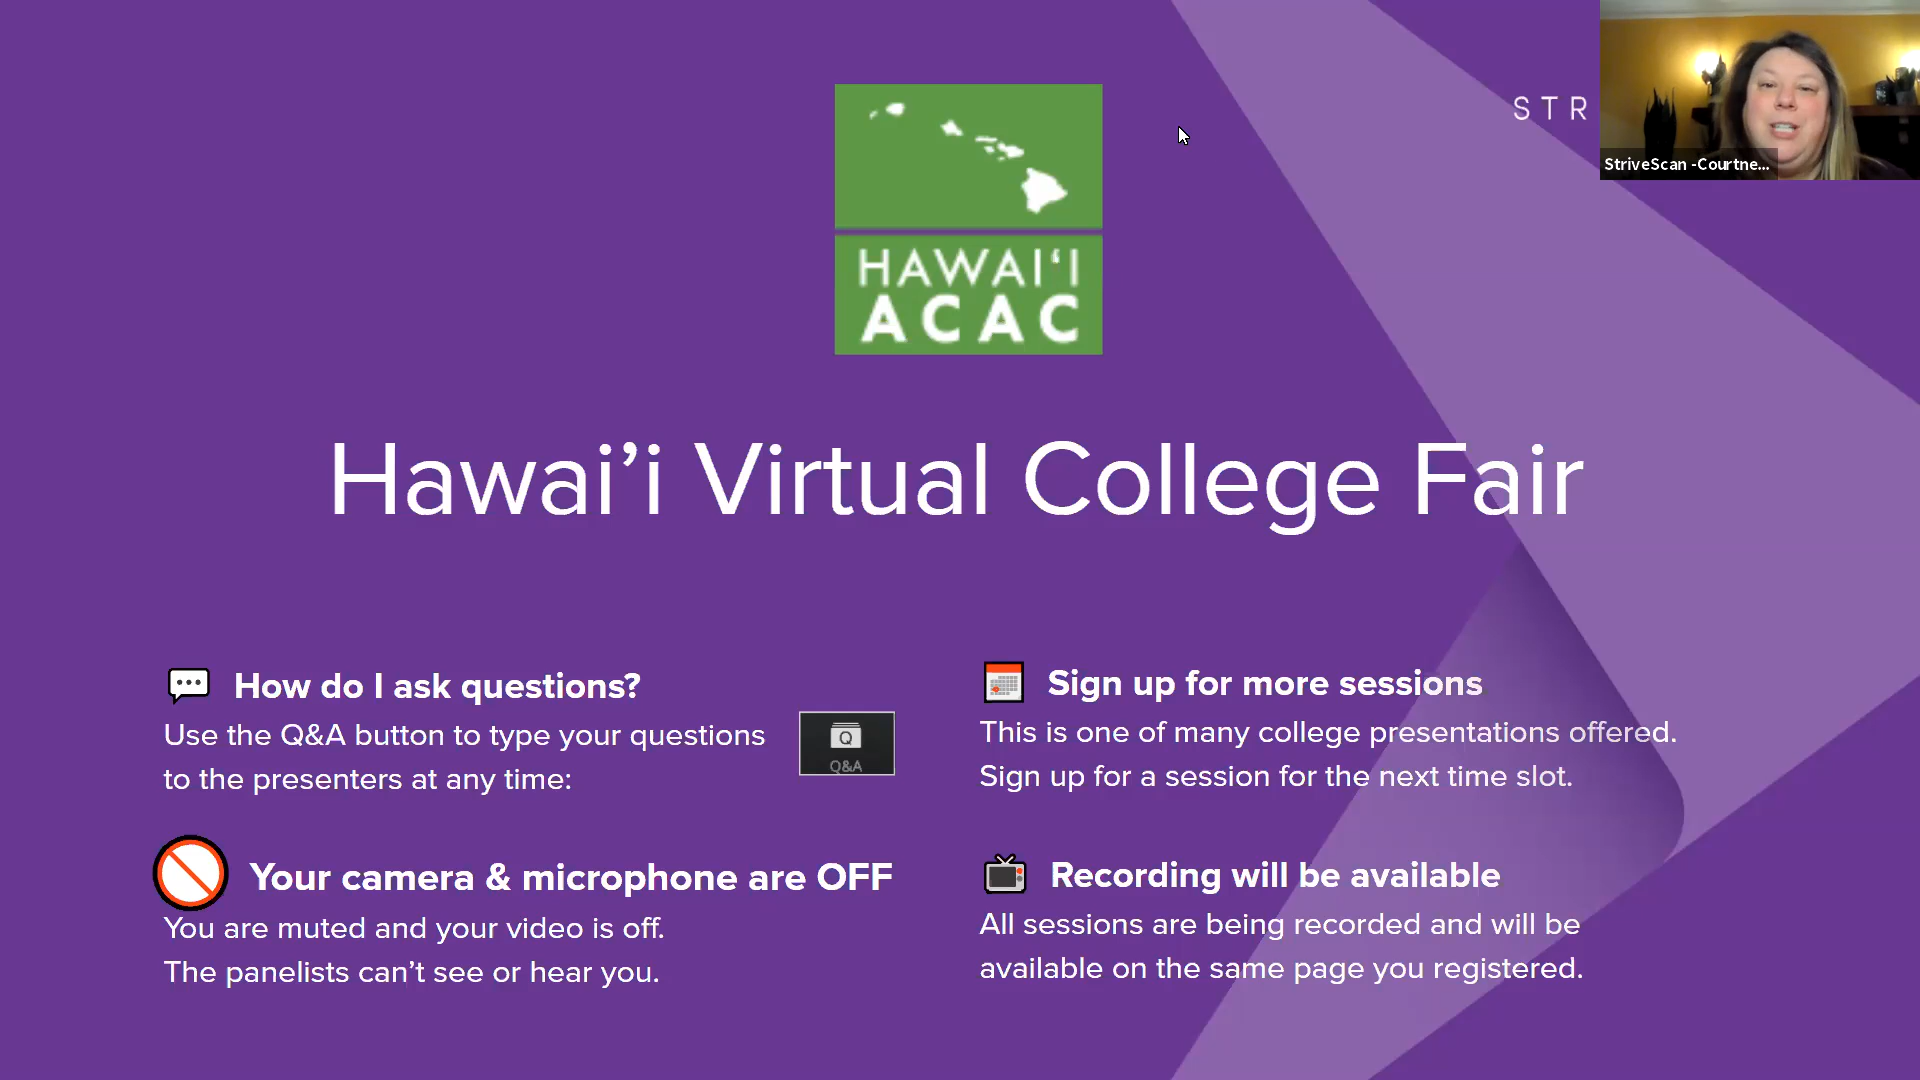 STR
StriveScan -Courtne...
HAWAIʻI
ACAC
Hawai’i Virtual College Fair
How do I ask questions?
Use the Q&A button to type your questions
to the presenters at any time:
Q
Q&A
Your camera & microphone are OFF
You are muted and your video is off.
The panelists can’t see or hear you.
Sign up for more sessions
This is one of many college presentations offered.
Sign up for a session for the next time slot.
Recording will be available
All sessions are being recorded and will be
available on the same page you registered.